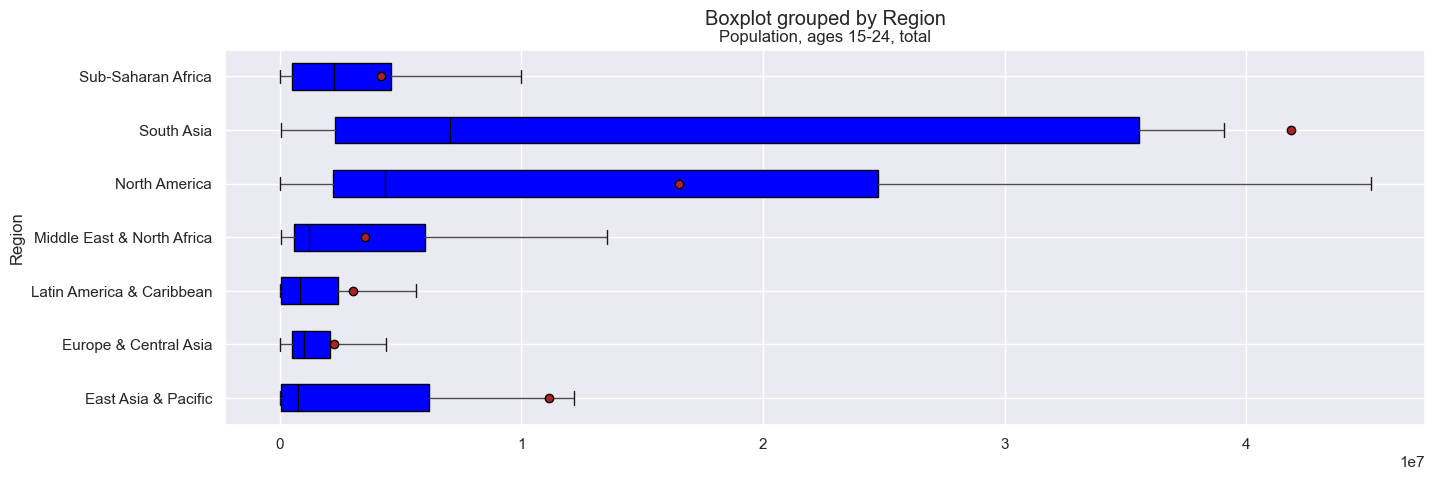 Boxplot grouped by Region
Population, ages 15-24, total
Region
Sub-Saharan Africa
South Asia
North America
Middle East & North Africa
Latin America & Caribbean
Europe & Central Asia
East Asia & Pacific
0 1 2 3 4
1e7